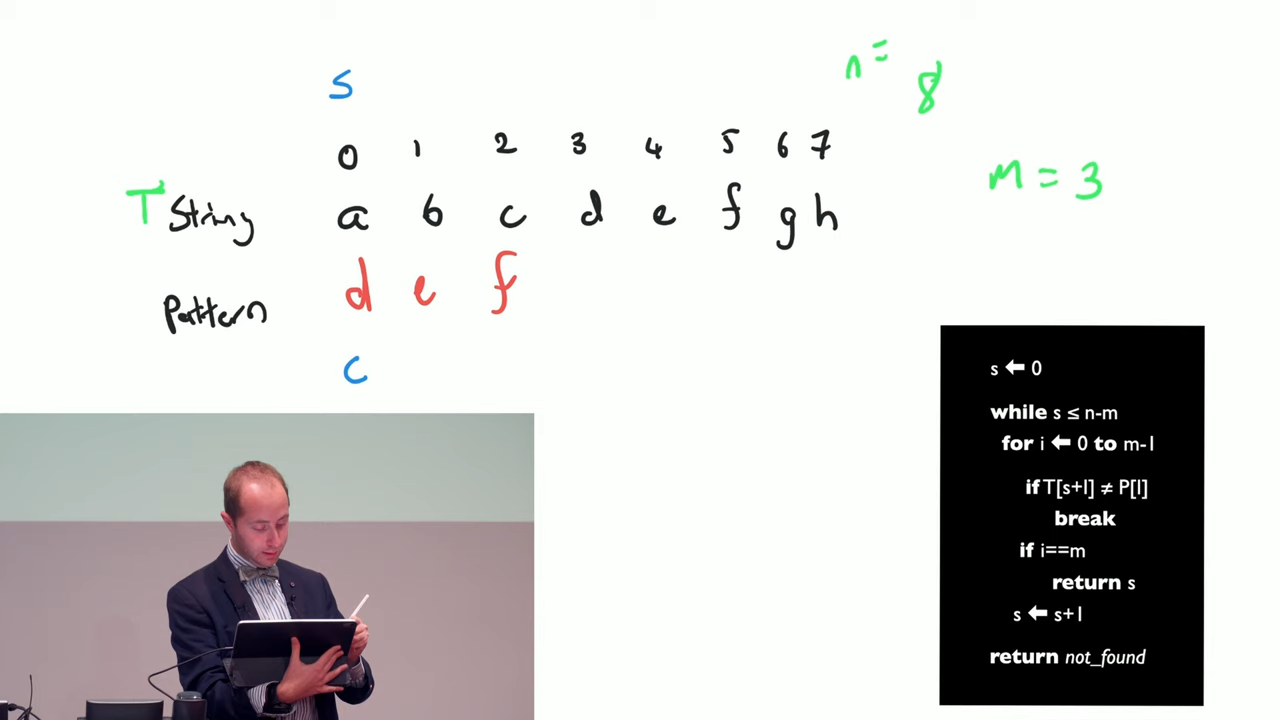 n = 8
s
0 1 2 3 4 5 6 7
m = 3
T String a b c d e f g h
Pattern d e f
c
s ← 0
while s ≤ n-m
for i ← 0 to m-1
if T[s+I] ≠ P[I]
break
if i==m
return s
s ← s+1
return not_found